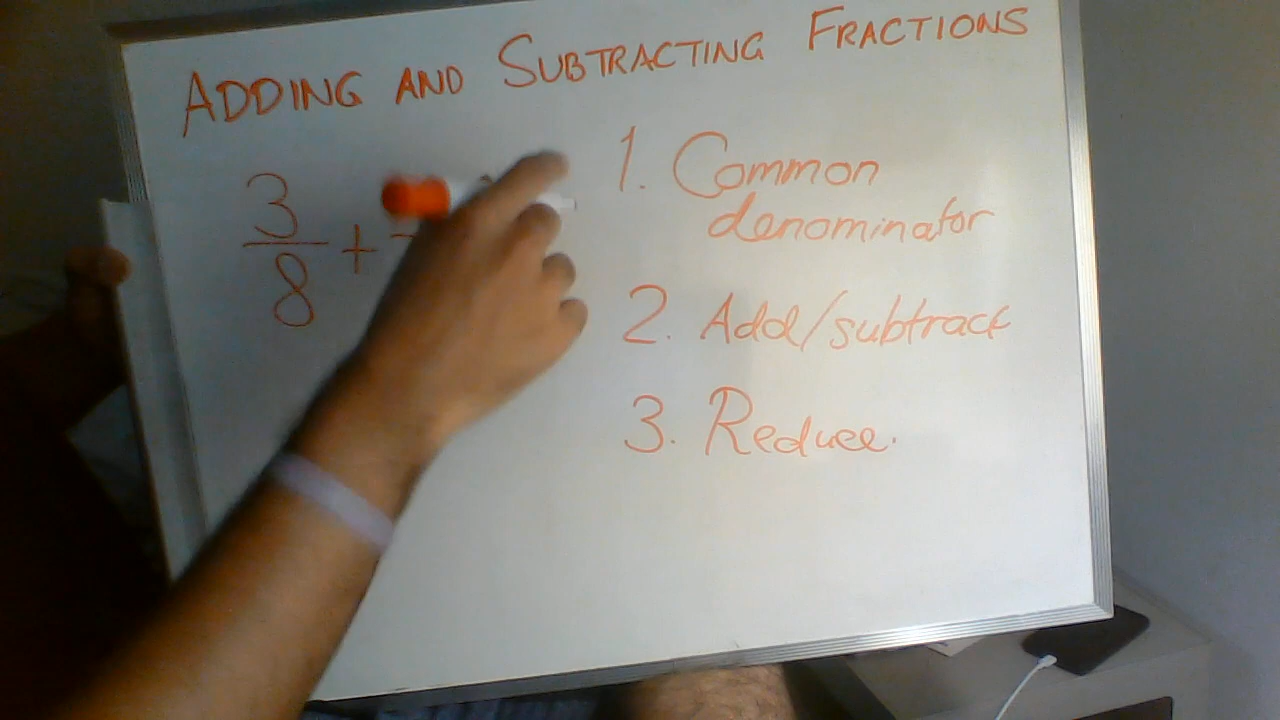 ADDING AND SUBTRACTING FRACTIONS
3/8 +
1. Common
denominator
2. Add/subtract
3. Reduce.